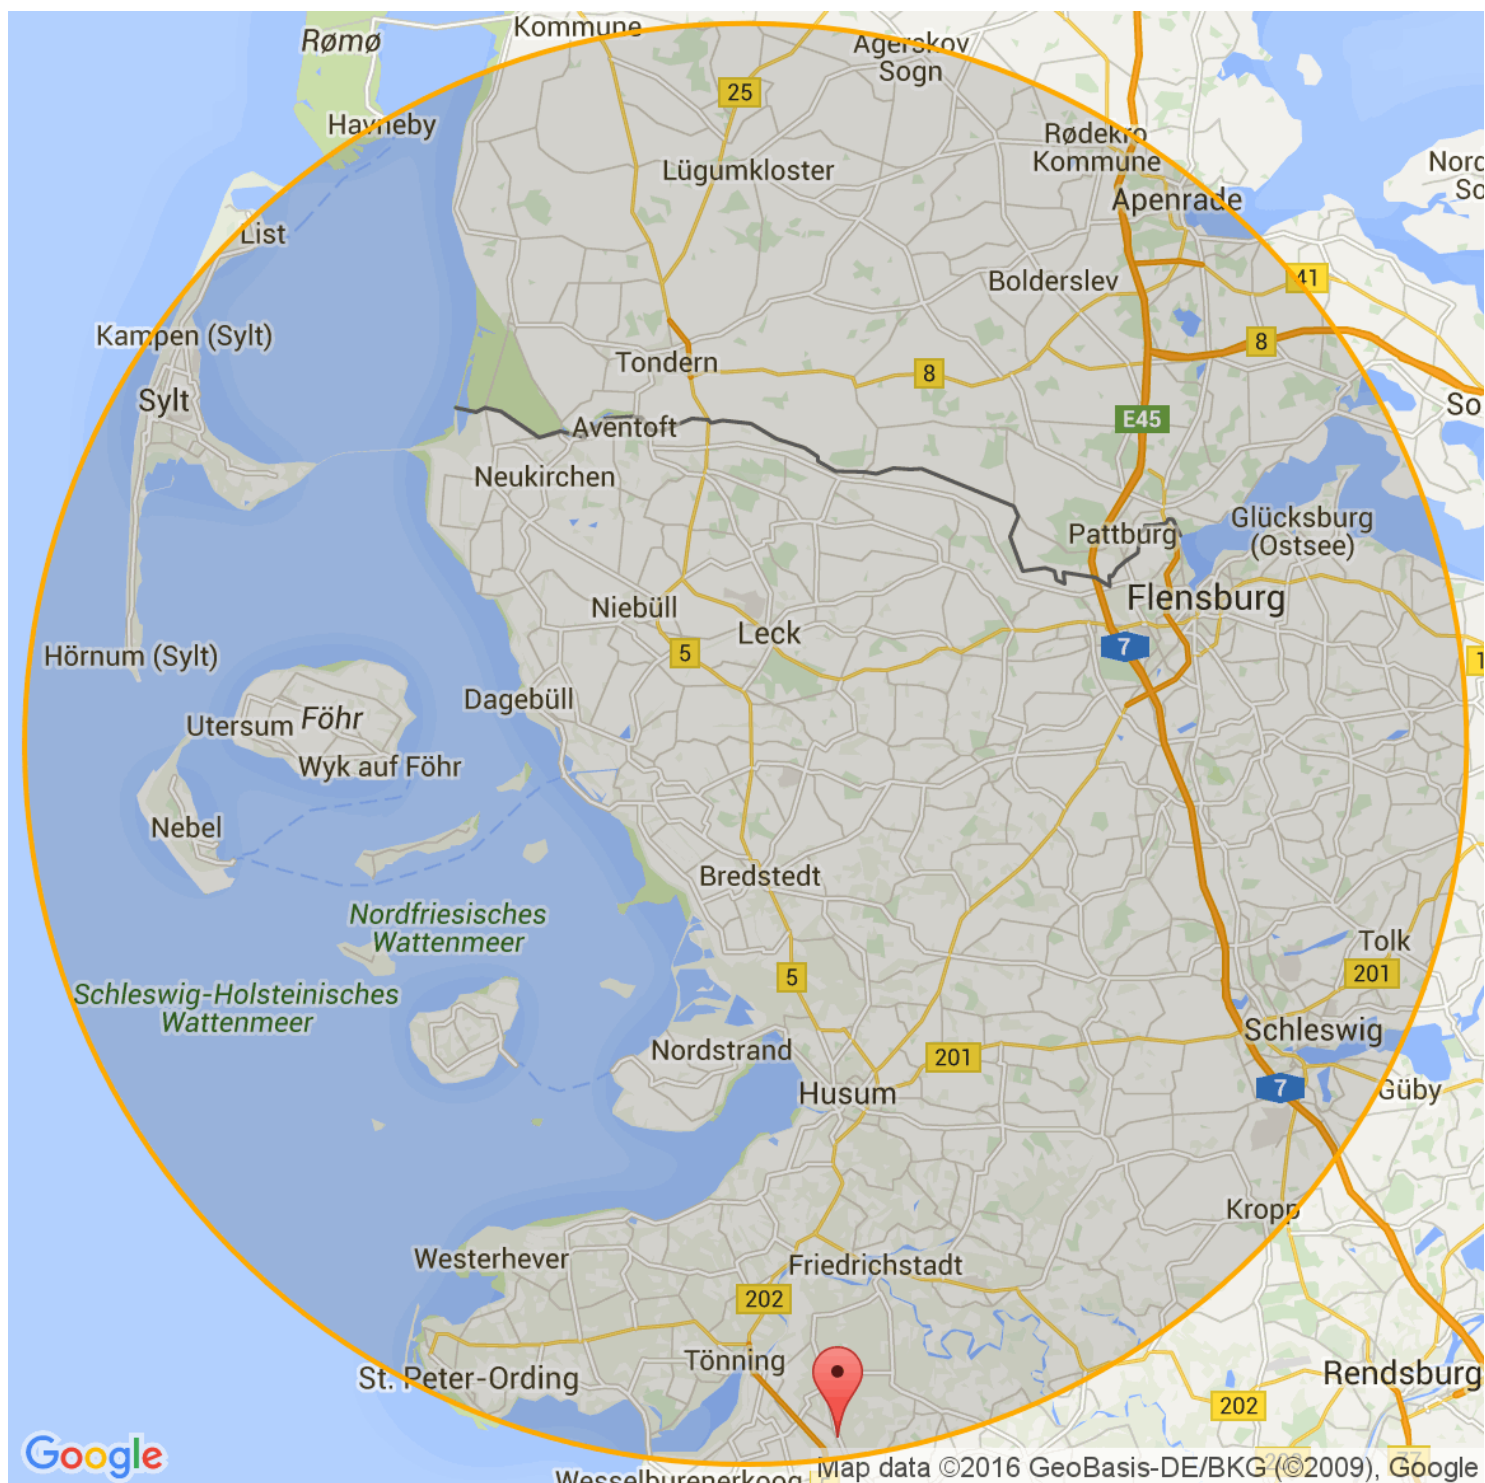 Kommune
Rømø
Agerskov
Sogn
25
Havneby
Rødekro
Kommune
Lügumkloster
Apenrade
List
Bolderslev
41
Kampen (Sylt)
8
Tondern
8
Sylt
So
E45
Aventoft
Neukirchen
Glücksburg
(Ostsee)
Pattburg
Flensburg
Niebüll
Leck
7
5
Hörnum (Sylt)
1
Dagebüll
Utersum
Föhr
Wyk auf Föhr
Nebel
Bredstedt
Nordfriesisches
Wattenmeer
Tolk
201
5
Schleswig-Holsteinisches
Wattenmeer
Schleswig
Nordstrand
201
Husum
7
Güby
Kropp
Westerhever
Friedrichstadt
202
Tönning
St. Peter-Ording
Rendsburg
202
Google
Map data ©2016 GeoBasis-DE/BKG (©2009), Google
Wesselburenerkoog